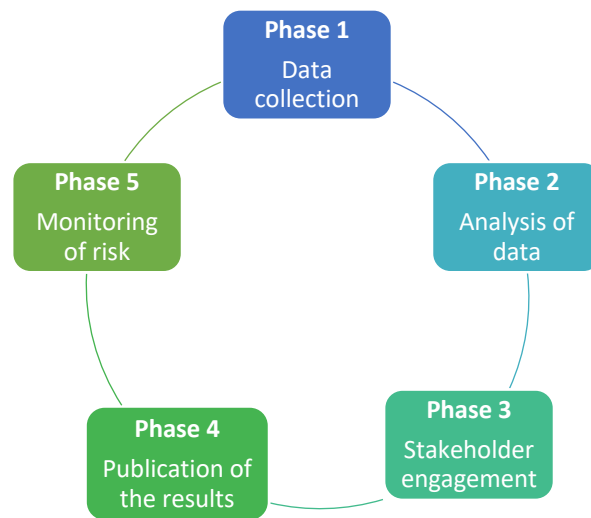 Phase 1
Data
collection
Phase 2
Analysis of
data
Phase 3
Stakeholder
engagement
Phase 4
Publication of
the results
Phase 5
Monitoring
of risk